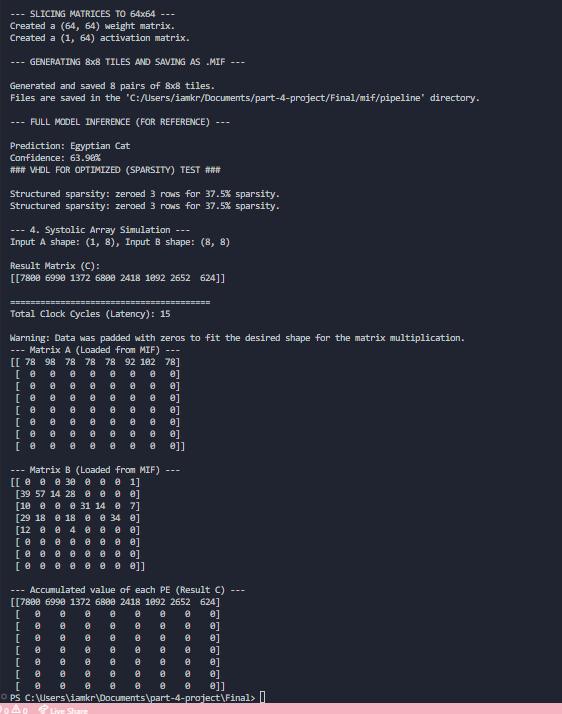 --- SLICING MATRICES TO 64x64 ---
Created a (64, 64) weight matrix.
Created a (1, 64) activation matrix.
--- GENERATING 8x8 TILES AND SAVING AS .MIF ---
Generated and saved 8 pairs of 8x8 tiles.
Files are saved in the 'C:/Users/iamkr/Documents/part-4-project/Final/mif/pipeline' directory.
--- FULL MODEL INFERENCE (FOR REFERENCE) ---
Prediction: Egyptian Cat
Confidence: 63.90%
### VHDL FOR OPTIMIZED (SPARSITY) TEST ###
Structured sparsity: zeroed 3 rows for 37.5% sparsity.
Structured sparsity: zeroed 3 rows for 37.5% sparsity.
--- 4. Systolic Array Simulation ---
Input A shape: (1, 8), Input B shape: (8, 8)
Result Matrix (C):
[[7800 6990 1372 6800 2418 1092 2652  624]]
========================================
Total Clock Cycles (Latency): 15
Warning: Data was padded with zeros to fit the desired shape for the matrix multiplication.
--- Matrix A (Loaded from MIF) ---
[[ 78  98  78  78  78  92 102  78]
 [  0   0   0   0   0   0   0   0]
 [  0   0   0   0   0   0   0   0]
 [  0   0   0   0   0   0   0   0]
 [  0   0   0   0   0   0   0   0]
 [  0   0   0   0   0   0   0   0]
 [  0   0   0   0   0   0   0   0]
 [  0   0   0   0   0   0   0   0]]
--- Matrix B (Loaded from MIF) ---
[[ 0  0  0 30  0  0  0  1]
 [39 57 14 28  0  0  0  0]
 [10  0  0  0 31 14  0  7]
 [29 18  0 18  0  0 34  0]
 [12  0  0  4  0  0  0  0]
 [ 0  0  0  0  0  0  0  0]
 [ 0  0  0  0  0  0  0  0]
 [ 0  0  0  0  0  0  0  0]]
--- Accumulated value of each PE (Result C) ---
[[7800 6990 1372 6800 2418 1092 2652  624]
 [   0    0    0    0    0    0    0    0]
 [   0    0    0    0    0    0    0    0]
 [   0    0    0    0    0    0    0    0]
 [   0    0    0    0    0    0    0    0]
 [   0    0    0    0    0    0    0    0]
 [   0    0    0    0    0    0    0    0]
 [   0    0    0    0    0    0    0    0]]
PS C:\Users\iamkr\Documents\part-4-project\Final>
0 0 Live Share